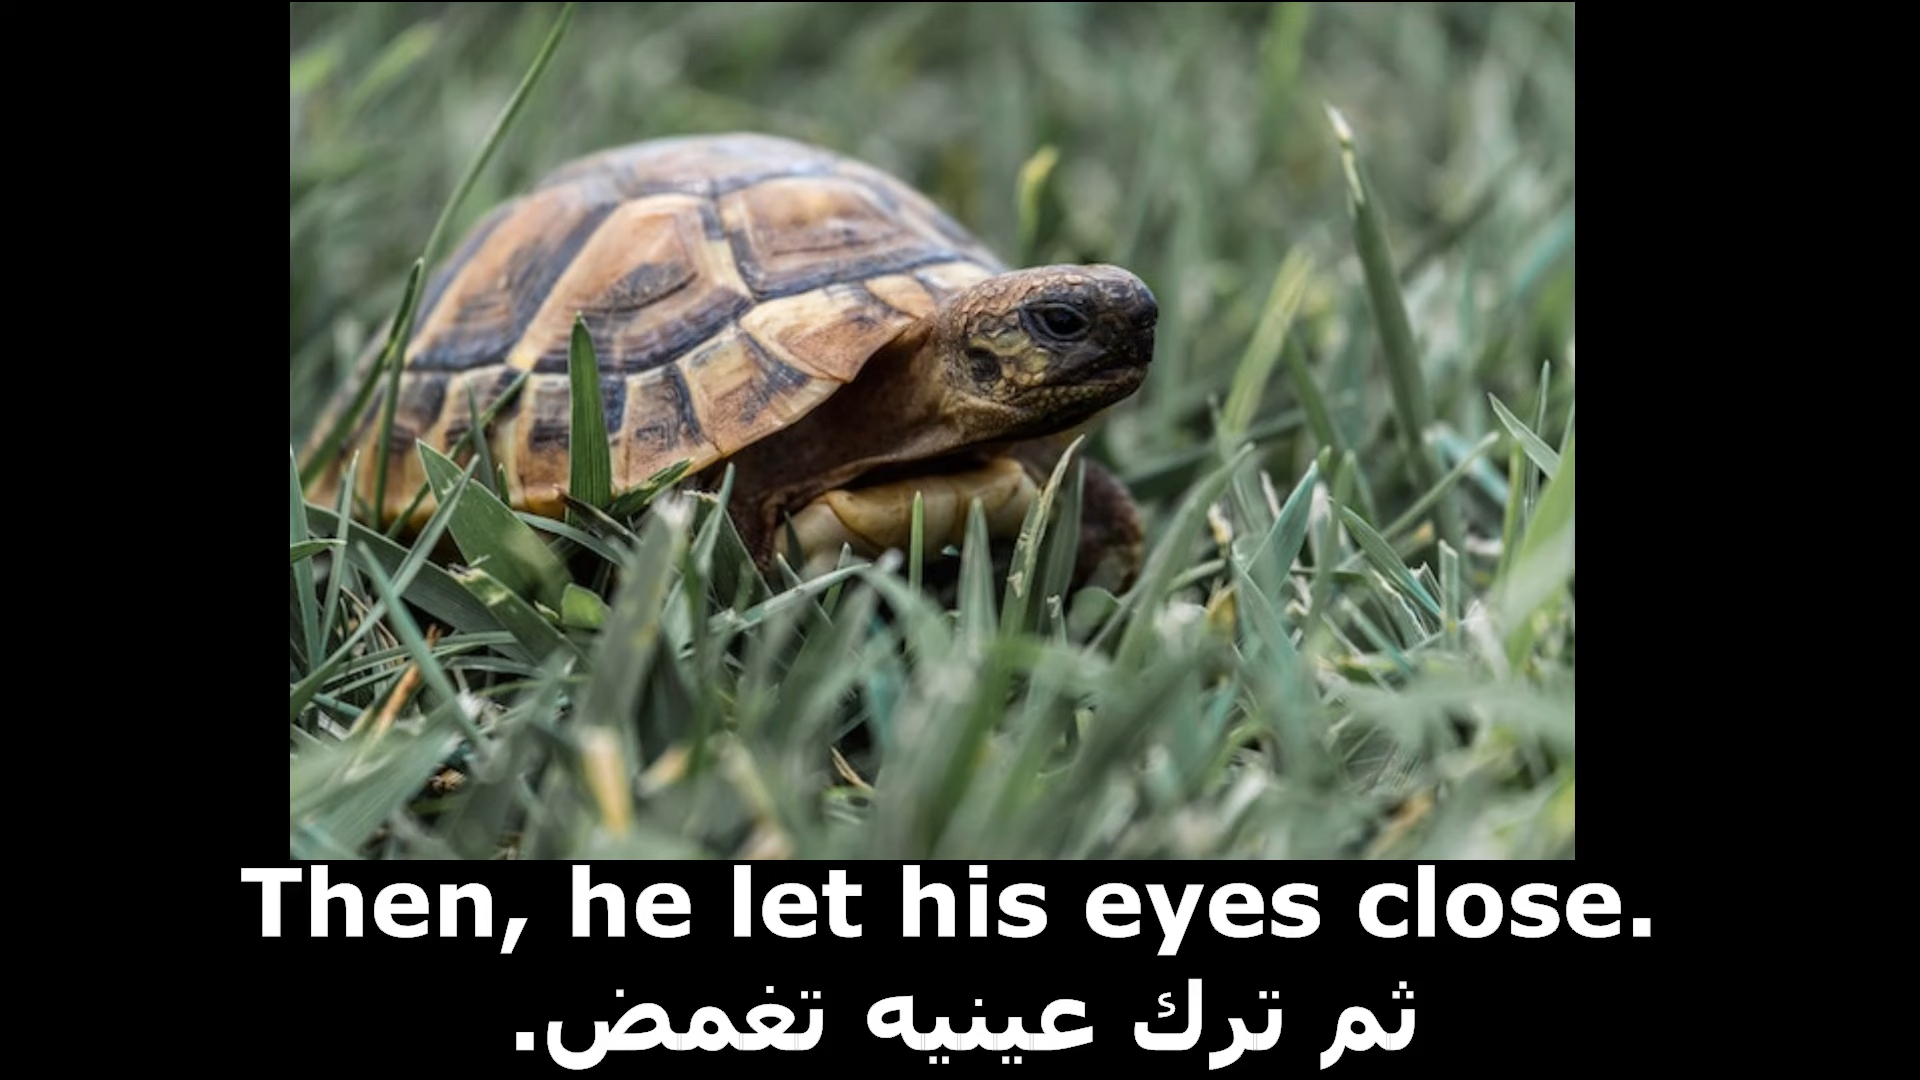 Then, he let his eyes close.
ثم ترك عينيه تغمض.